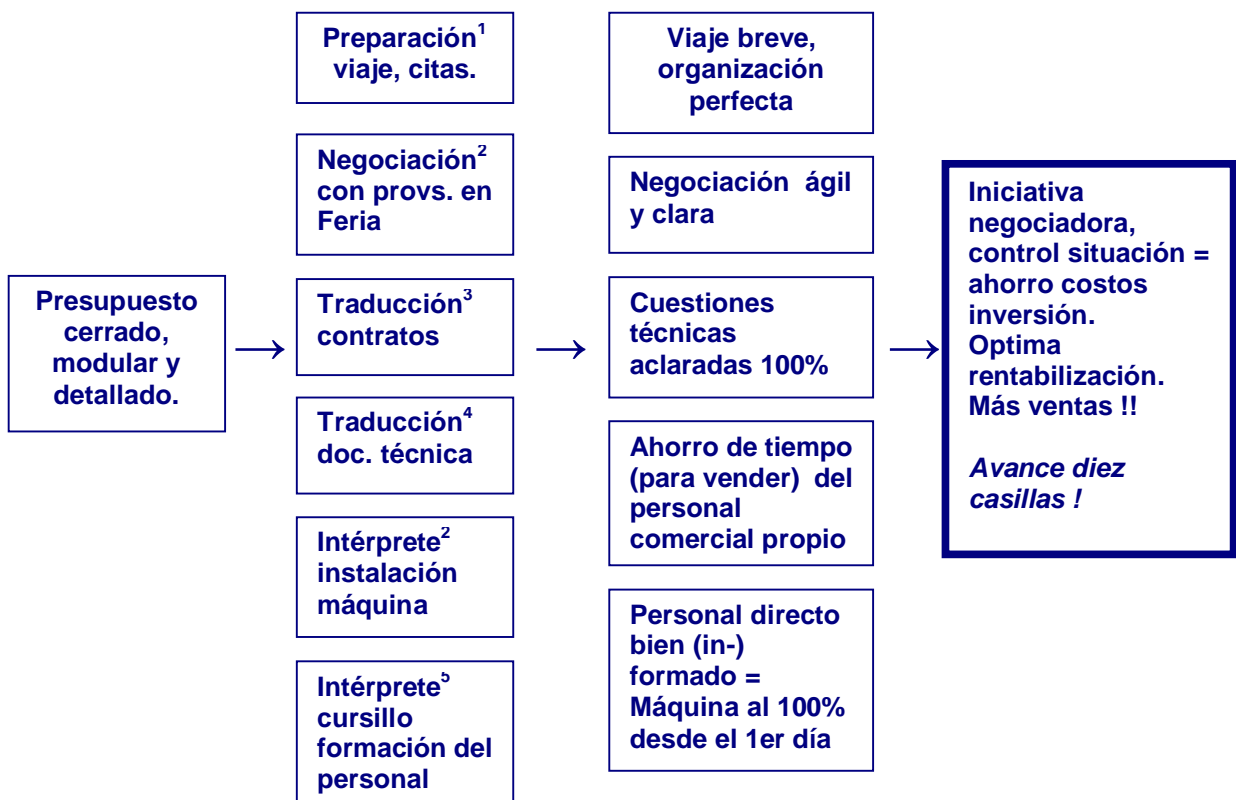 Presupuesto
cerrado,
modular y
detallado.
→
Preparación¹
viaje, citas.
Negociación²
con provs. en
Feria
Traducción³
contratos
Traducción⁴
doc. técnica
Intérprete²
instalación
máquina
Intérprete⁵
cursillo
formación del
personal
→
Viaje breve,
organización
perfecta
Negociación ágil
y clara
Cuestiones
técnicas
aclaradas 100%
Ahorro de tiempo
(para vender) del
personal
comercial propio
Personal directo
bien (in-)
formado =
Máquina al 100%
desde el 1er día
→
Iniciativa
negociadora,
control situación =
ahorro costos
inversión.
Optima
rentabilización.
Más ventas !!
Avance diez
casillas !